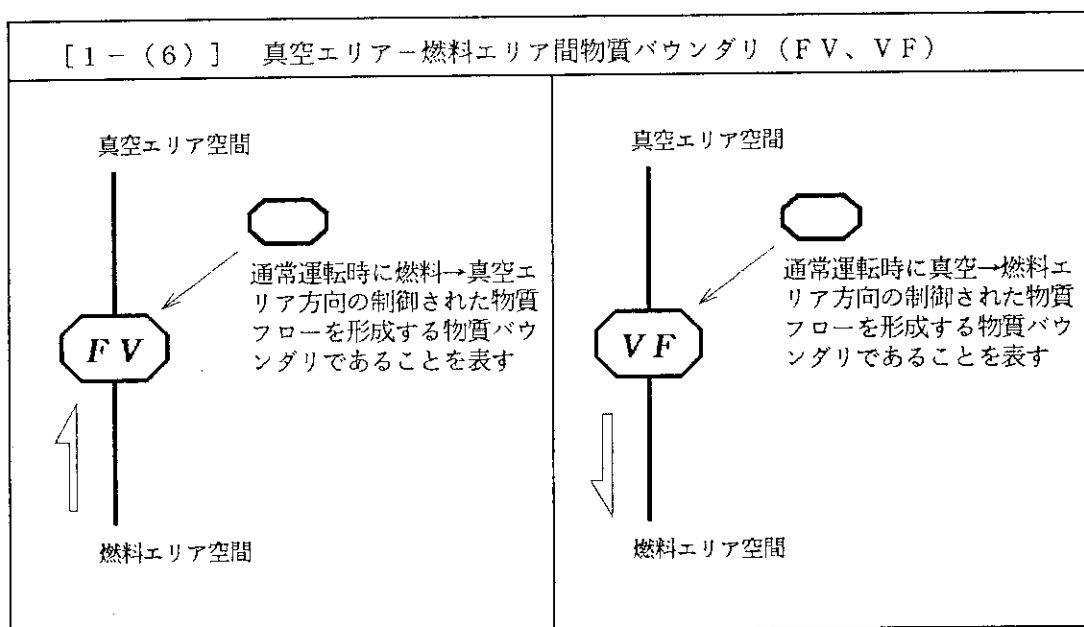 [1-(6)] 真空エリア-燃料エリア間物質バウンダリ(FV、VF)
真空エリア空間
通常運転時に燃料→真空エ
リア方向の制御された物質
フローを形成する物質バウ
ンダリであることを表す
FV
燃料エリア空間
真空エリア空間
通常運転時に真空→燃料エ
リア方向の制御された物質
フローを形成する物質バウ
ンダリであることを表す
VF
燃料エリア空間